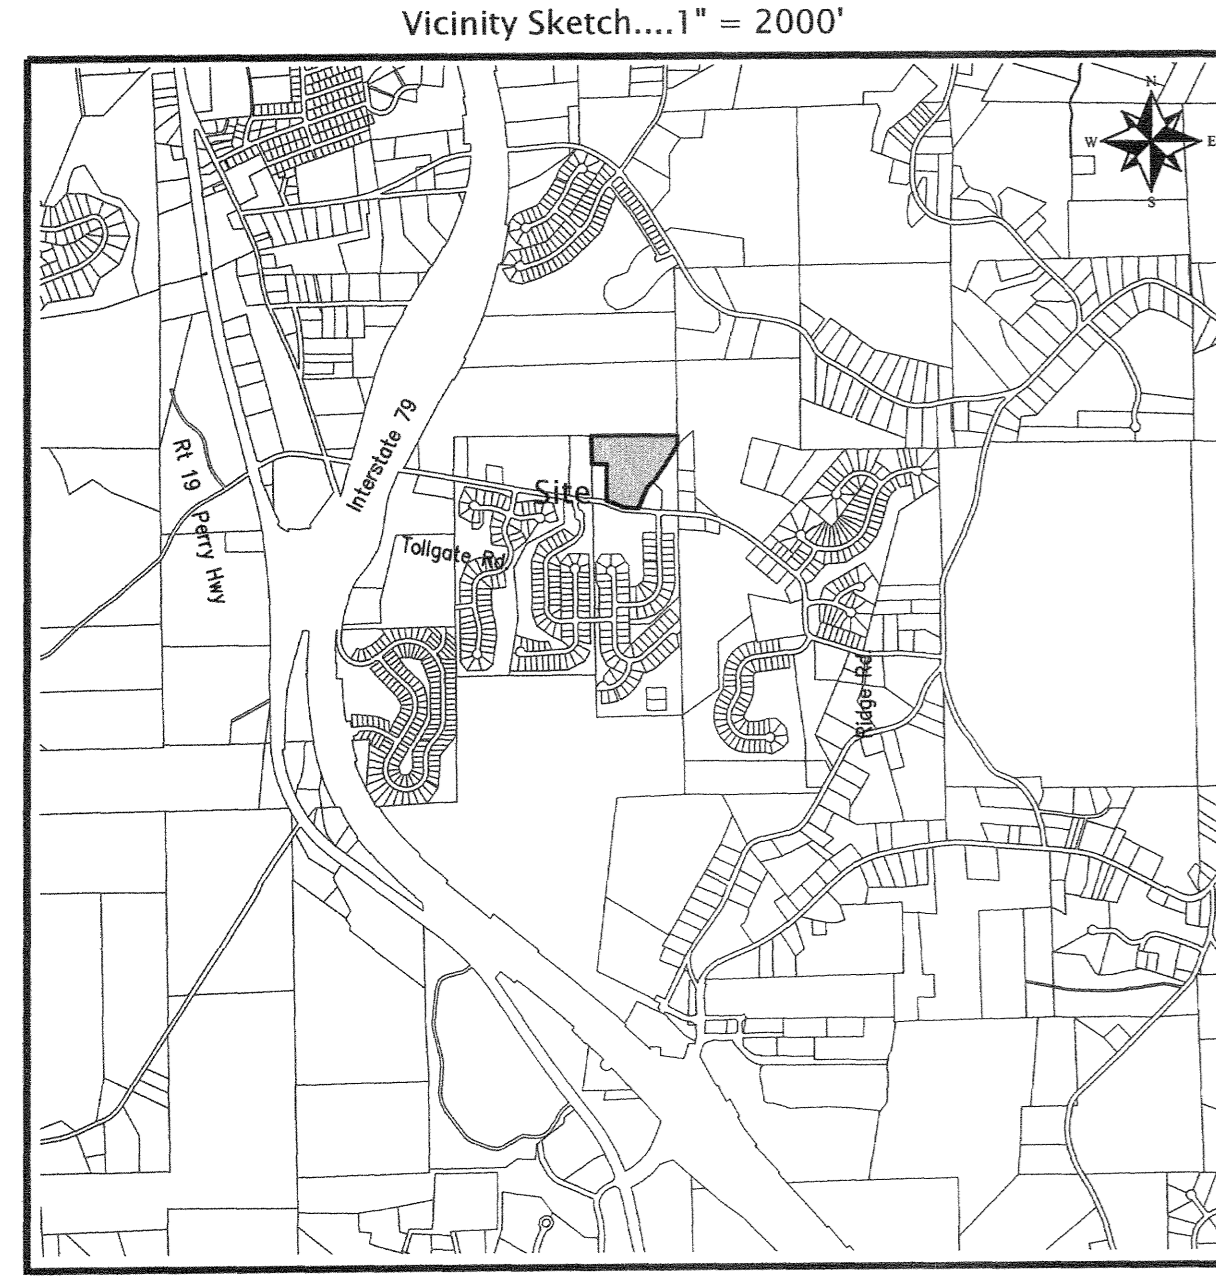 Vicinity Sketch....1" = 2000'
N
W
E
S
Interstate 79
Rt 19
Perry Hwy
Site
Tollgate Rd
Ridge Rd